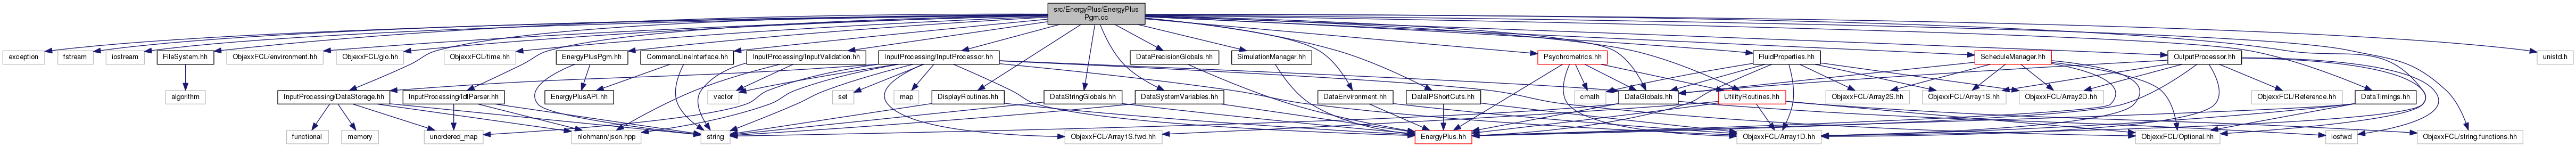 src/EnergyPlus/EnergyPlus
Pgm.cc
exception
fstream
iostream
FileSystem.hh
ObjexxFCL/environment.hh
ObjexxFCL/gio.hh
ObjexxFCL/time.hh
EnergyPlusPgm.hh
CommandLineInterface.hh
InputProcessing/InputValidation.hh
InputProcessing/InputProcessor.hh
DataPrecisionGlobals.hh
SimulationManager.hh
Psychrometrics.hh
FluidProperties.hh
ScheduleManager.hh
OutputProcessor.hh
unistd.h
algorithm
InputProcessing/DataStorage.hh
InputProcessing/IdfParser.hh
EnergyPlusAPI.hh
vector
set
map
DisplayRoutines.hh
DataStringGlobals.hh
DataSystemVariables.hh
DataEnvironment.hh
DataIPShortCuts.hh
cmath
DataGlobals.hh
UtilityRoutines.hh
ObjexxFCL/Array2S.hh
ObjexxFCL/Array1S.hh
ObjexxFCL/Array2D.hh
ObjexxFCL/Reference.hh
DataTimings.hh
functional
memory
unordered_map
nlohmann/json.hpp
string
ObjexxFCL/Array1S.fwd.hh
EnergyPlus.hh
ObjexxFCL/Array1D.hh
ObjexxFCL/Optional.hh
iosfwd
ObjexxFCL/string.functions.hh